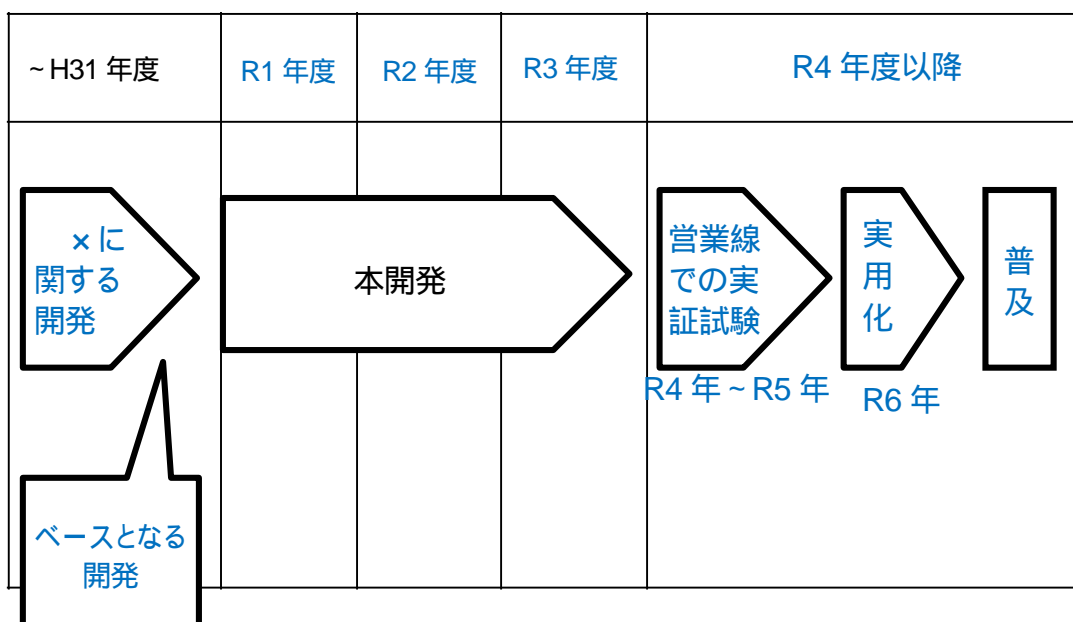 ~ H31 年度
R1 年度
R2 年度
R3 年度
R4 年度以降
×に
関する
開発
本開発
営業線
での実
証試験
実
用
化
普
及
R4 年 ~ R5 年
R6 年
ベースとなる
開発